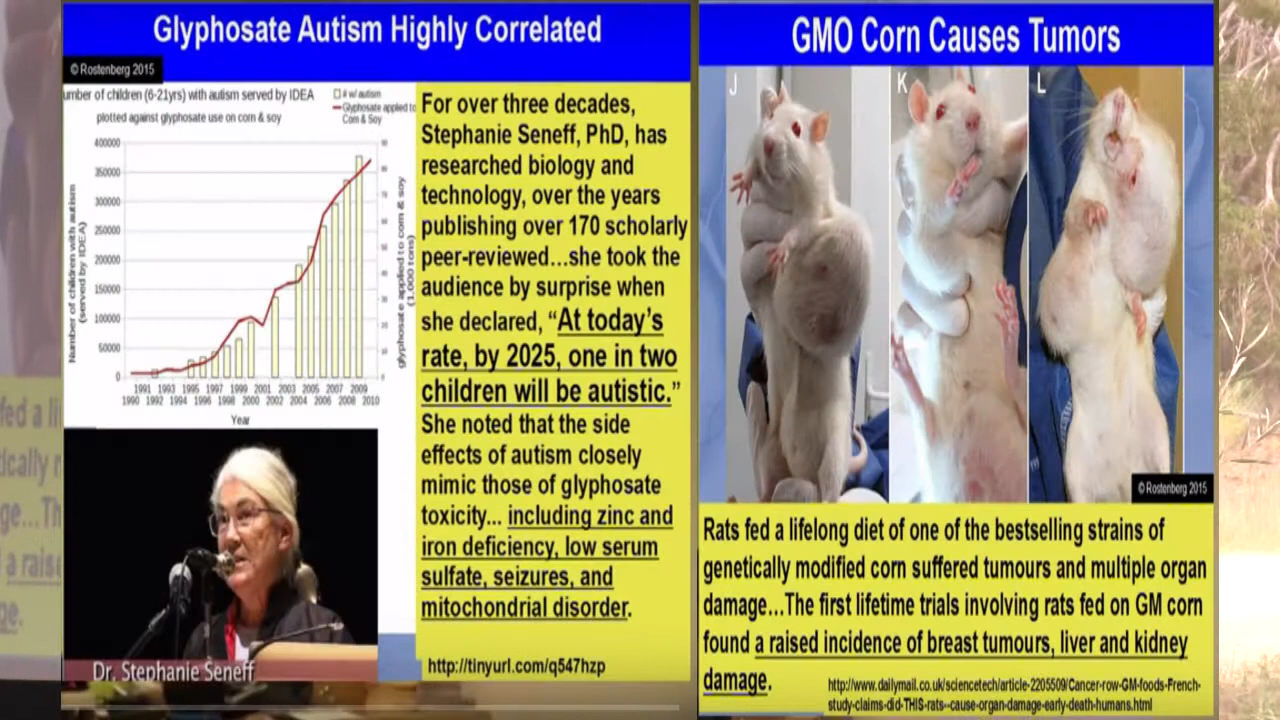 Glyphosate Autism Highly Correlated
© Rostenberg 2015
umber of children (6-21yrs) with autism served by IDEA
plotted against glyphosate use on corn & soy
# w/ autism
Glyphosate applied to
Corn & Soy
Number of children with autism
(served by IDEA)
400000
350000
300000
250000
200000
150000
100000
50000
0
90
80
70
60
50
40
30
20
10
0
glyphosate applied to corn & soy
(1,000 tons)
1991 1993 1995 1997 1999 2001 2003 2005 2007 2009
1990 1992 1994 1996 1998 2000 2002 2004 2006 2008 2010
Year
Dr. Stephanie Seneff
For over three decades,
Stephanie Seneff, PhD, has
researched biology and
technology, over the years
publishing over 170 scholarly
peer-reviewed...she took the
audience by surprise when
she declared, “At today’s
rate, by 2025, one in two
children will be autistic.”
She noted that the side
effects of autism closely
mimic those of glyphosate
toxicity... including zinc and
iron deficiency, low serum
sulfate, seizures, and
mitochondrial disorder.
http://tinyurl.com/q547hzp
GMO Corn Causes Tumors
J K L
© Rostenberg 2015
Rats fed a lifelong diet of one of the bestselling strains of
genetically modified corn suffered tumours and multiple organ
damage...The first lifetime trials involving rats fed on GM corn
found a raised incidence of breast tumours, liver and kidney
damage.
http://www.dailymail.co.uk/sciencetech/article-2205509/Cancer-row-GM-foods-French-
study-claims-did-THIS-rats--cause-organ-damage-early-death-humans.html